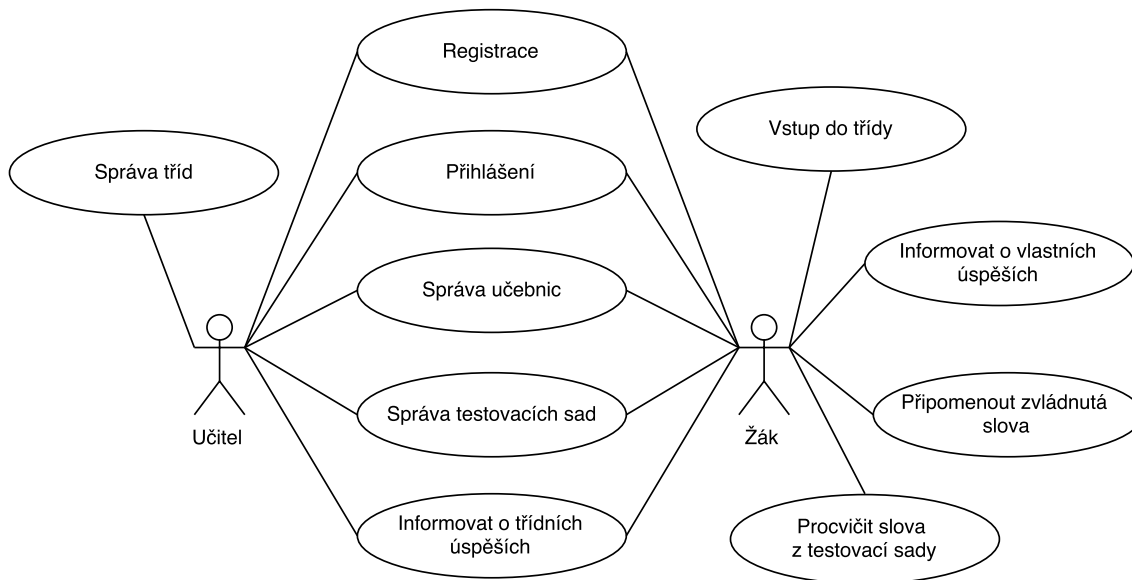 Registrace
Vstup do třídy
Správa tříd
Přihlášení
Informovat o vlastních
úspěších
Správa učebnic
Správa testovacích sad
Připomenout zvládnutá
slova
Učitel
Žák
Informovat o třídních
úspěších
Procvičit slova
z testovací sady